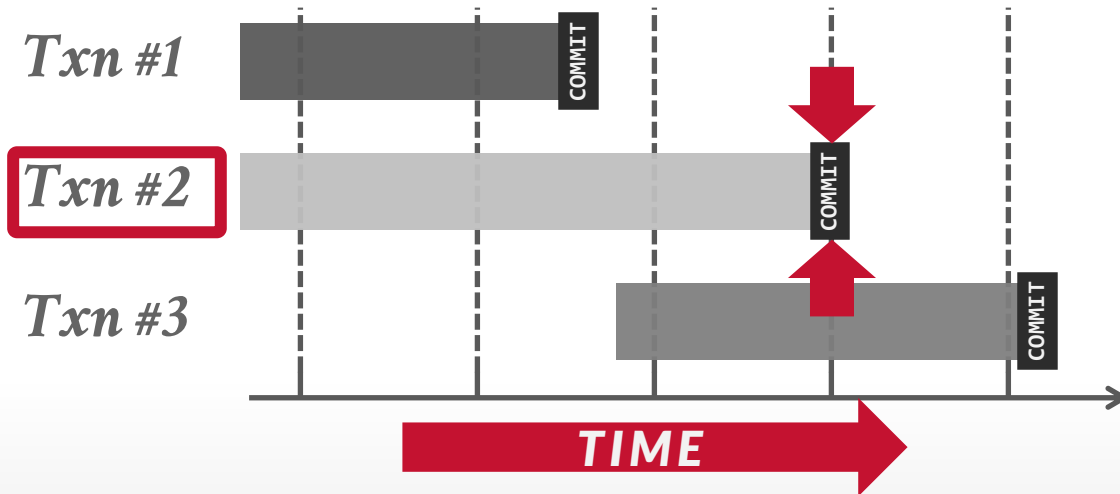 Txn #1
COMMIT
Txn #2
COMMIT
Txn #3
COMMIT
TIME